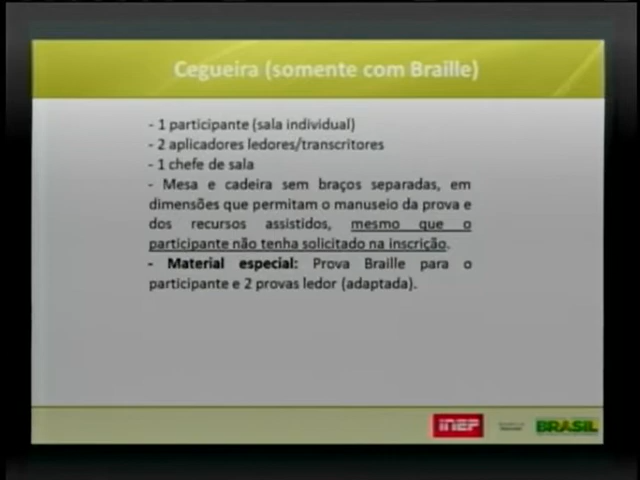 Cegueira (somente com Braille)
- 1 participante (sala individual)
- 2 aplicadores ledores/transcritores
- 1 chefe de sala
- Mesa e cadeira sem braços separadas, em
dimensões que permitam o manuseio da prova e
dos recursos assistidos, mesmo que o
participante não tenha solicitado na inscrição.
- Material especial: Prova Braille para o
participante e 2 provas ledor (adaptada).
INEP
BRASIL